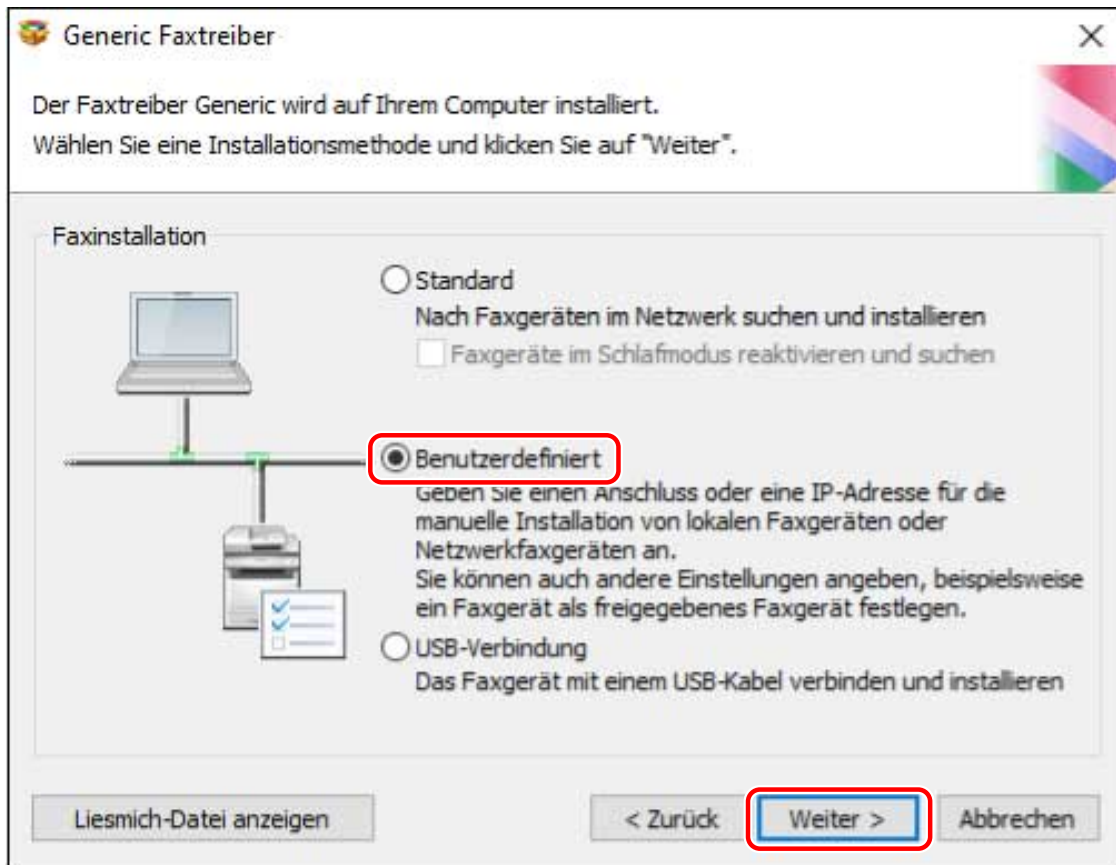 Generic Faxtreiber
Der Faxtreiber Generic wird auf Ihrem Computer installiert.
Wählen Sie eine Installationsmethode und klicken Sie auf "Weiter".
Faxinstallation
Standard
Nach Faxgeräten im Netzwerk suchen und installieren
Faxgeräte im Schlafmodus reaktivieren und suchen
Benutzerdefiniert
Geben Sie einen Anschluss oder eine IP-Adresse für die
manuelle Installation von lokalen Faxgeräten oder
Netzwerkfaxgeräten an.
Sie können auch andere Einstellungen angeben, beispielsweise
ein Faxgerät als freigegebenes Faxgerät festlegen.
USB-Verbindung
Das Faxgerät mit einem USB-Kabel verbinden und installieren
Liesmich-Datei anzeigen
< Zurück
Weiter >
Abbrechen